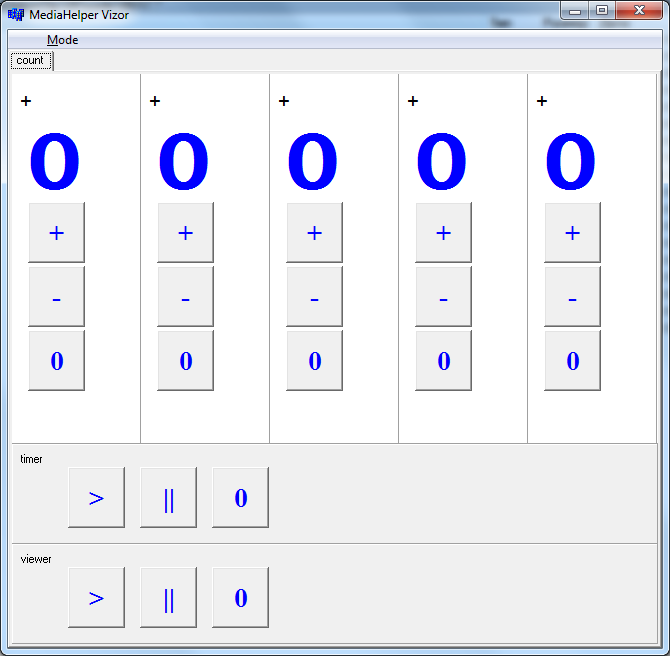 MediaHelper Vizor
Mode
count
+ + + + +
0 0 0 0 0
+ + + + +
- - - - -
0 0 0 0 0
timer
> || 0
viewer
> || 0